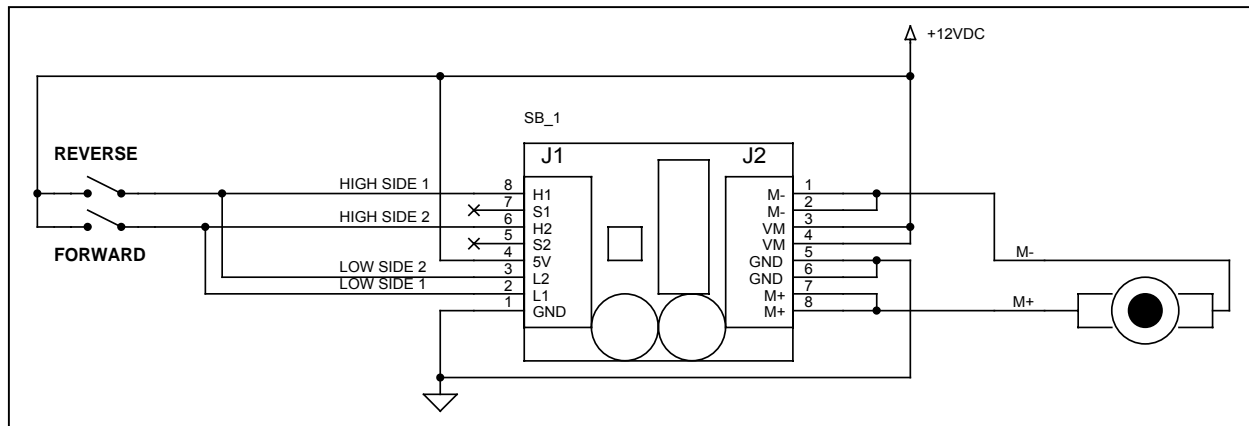 +12VDC
SB_1
J1 J2
REVERSE
HIGH SIDE 1 8 H1 M- 1
7 S1 M- 2
HIGH SIDE 2 6 H2 VM 3
5 S2 VM 4
FORWARD
4 5V GND 5
M-
LOW SIDE 2 3 L2 GND 6
LOW SIDE 1 2 L1 M+ 7
1 GND M+ 8
M+